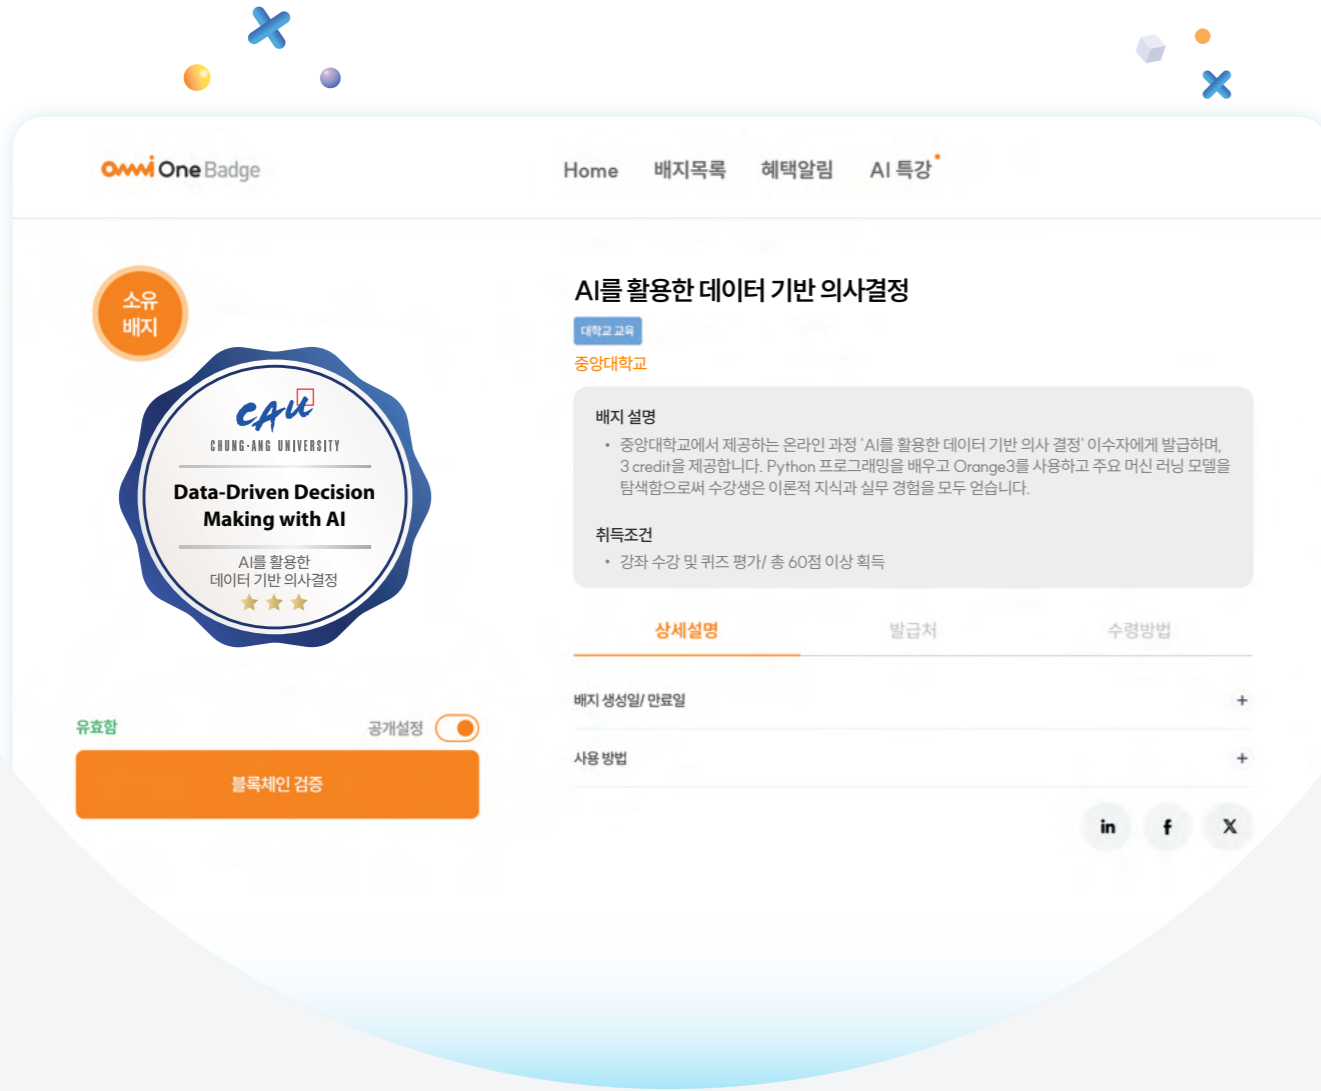 Omni One Badge
Home 배지목록 혜택알림 AI 특강
소유
배지
CAU
CHUNG-ANG UNIVERSITY
Data-Driven Decision
Making with AI
AI를 활용한
데이터 기반 의사결정
유효함
공개설정
블록체인 검증
AI를 활용한 데이터 기반 의사결정
대학교 교육
중앙대학교
배지 설명
• 중앙대학교에서 제공하는 온라인 과정 'AI를 활용한 데이터 기반 의사 결정' 이수자에게 발급하며,
3 credit을 제공합니다. Python 프로그래밍을 배우고 Orange3를 사용하고 주요 머신 러닝 모델을
탐색함으로써 수강생은 이론적 지식과 실무 경험을 모두 얻습니다.
취득조건
• 강좌 수강 및 퀴즈 평가/ 총 60점 이상 획득
상세설명 발급처 수령방법
배지 생성일/ 만료일 +
사용 방법 +
in f X